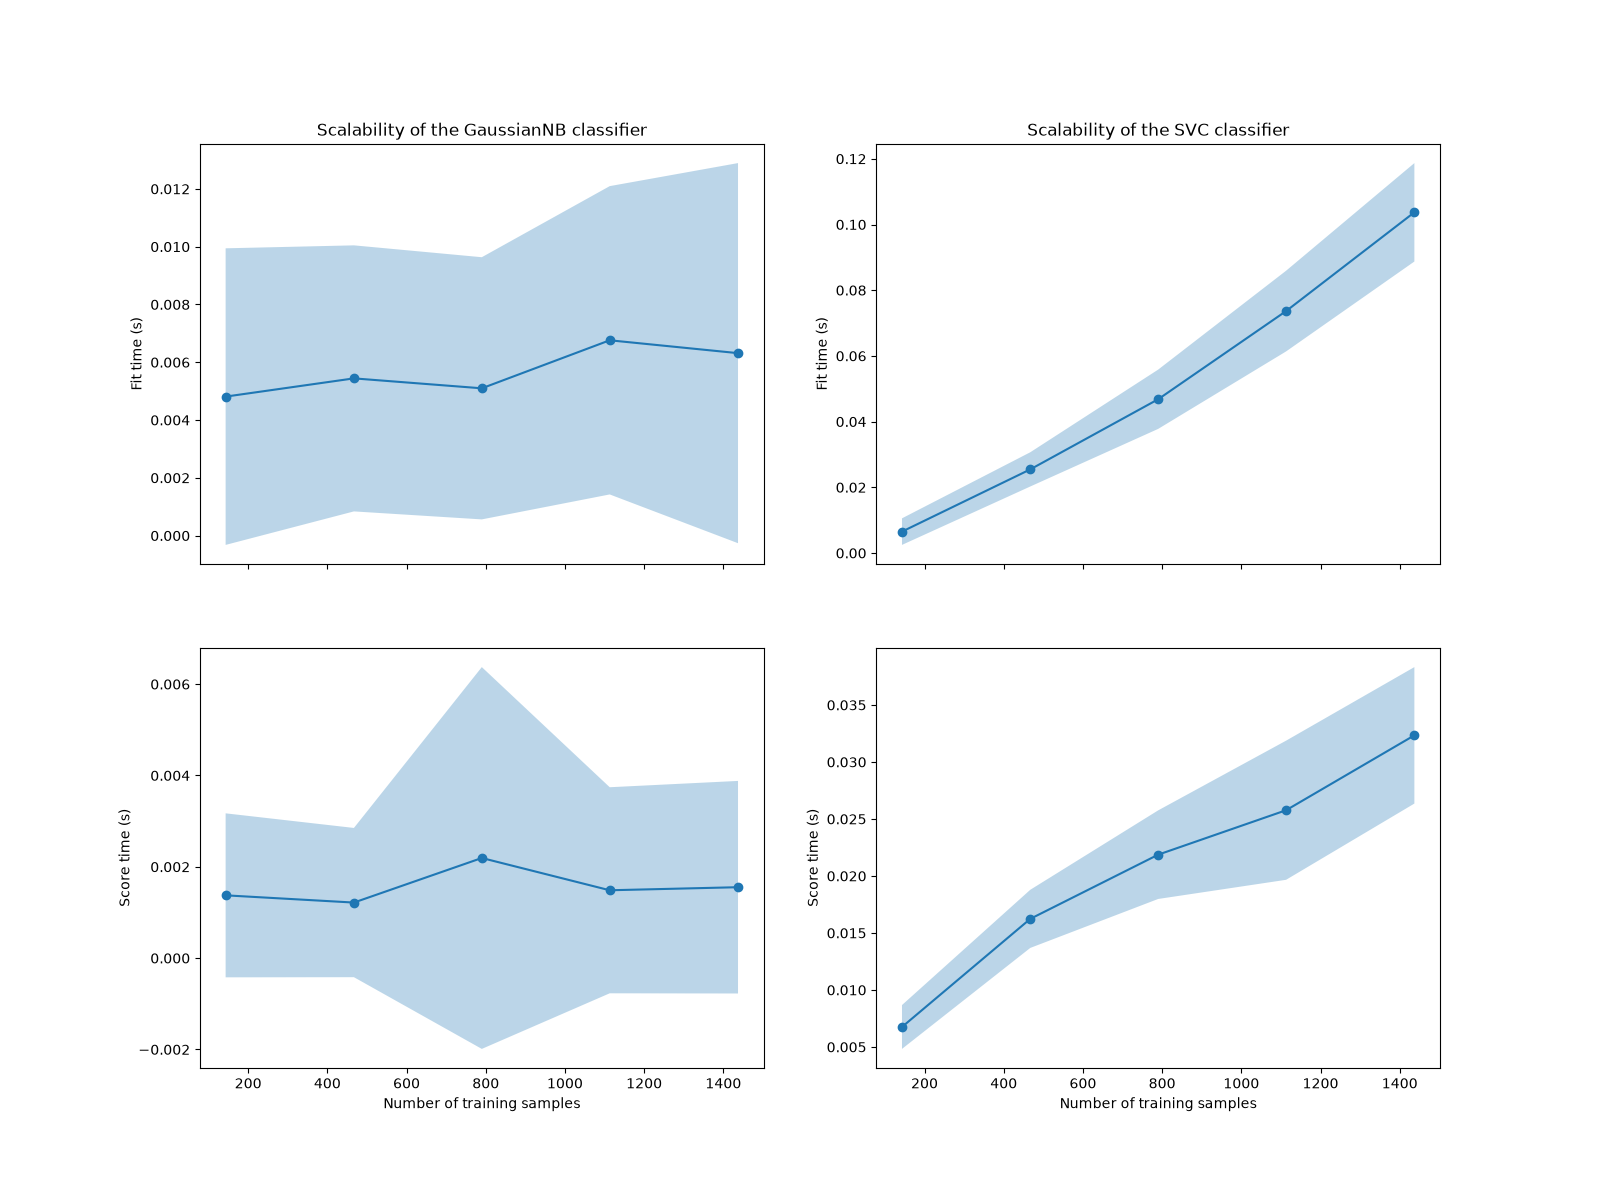 Scalability of the GaussianNB classifier
0.012
0.010
0.008
0.006
0.004
0.002
0.000
Fit time (s)
Scalability of the SVC classifier
0.12
0.10
0.08
0.06
0.04
0.02
0.00
Fit time (s)
0.006
0.004
0.002
0.000
−0.002
Score time (s)
200 400 600 800 1000 1200 1400
Number of training samples
0.035
0.030
0.025
0.020
0.015
0.010
0.005
Score time (s)
200 400 600 800 1000 1200 1400
Number of training samples